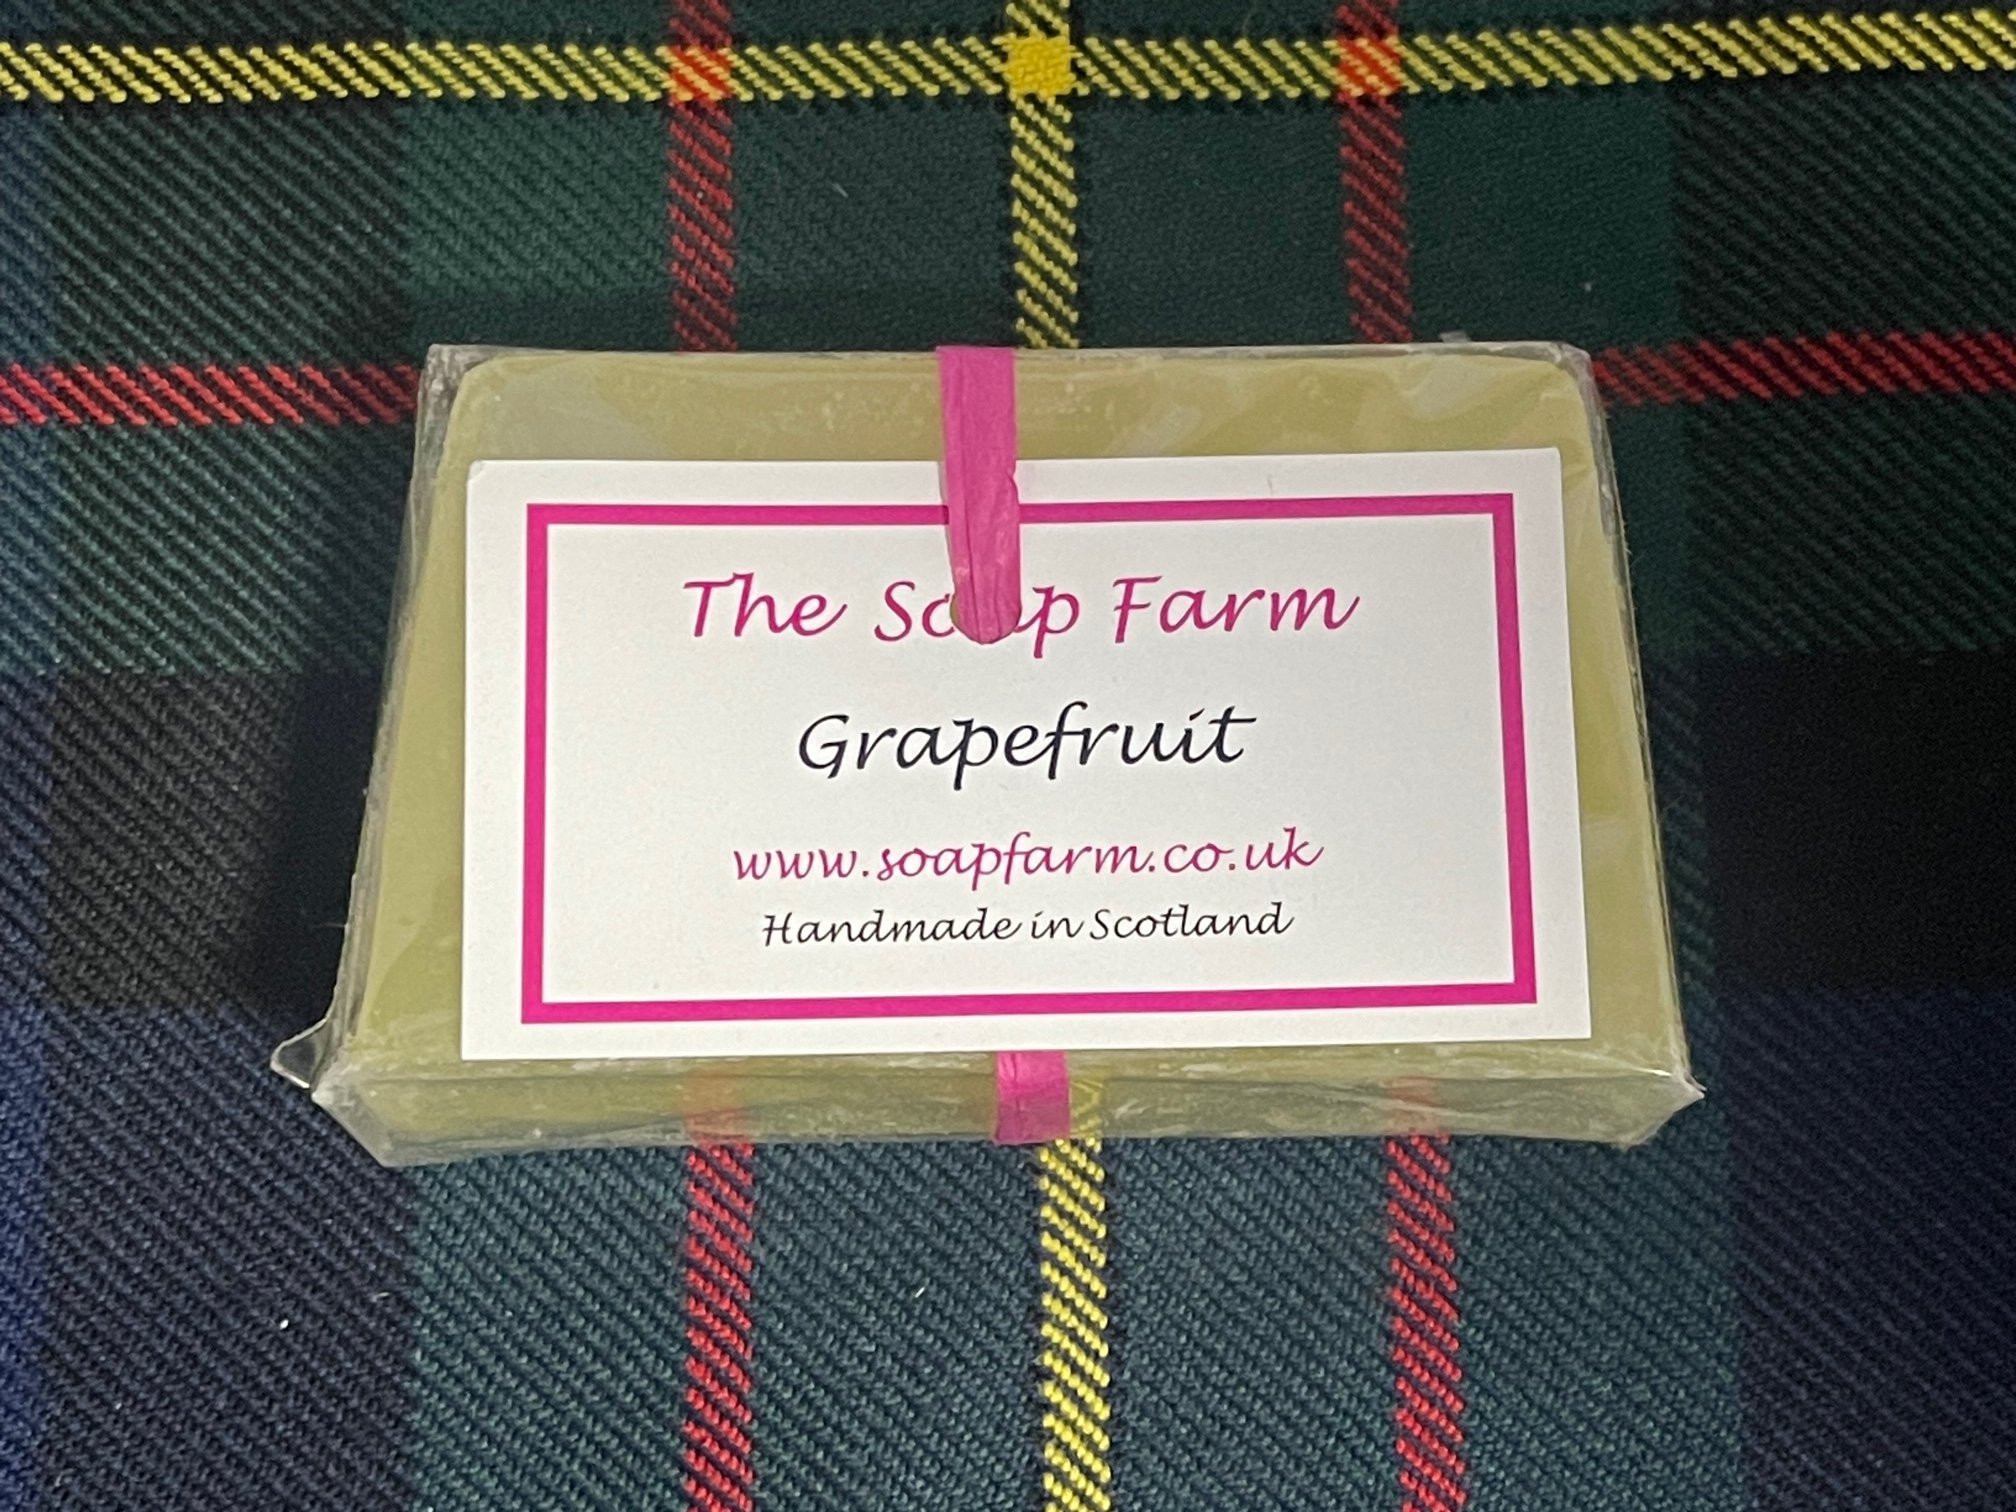 The Soap Farm
Grapefruit
www.soapfarm.co.uk
Handmade in Scotland